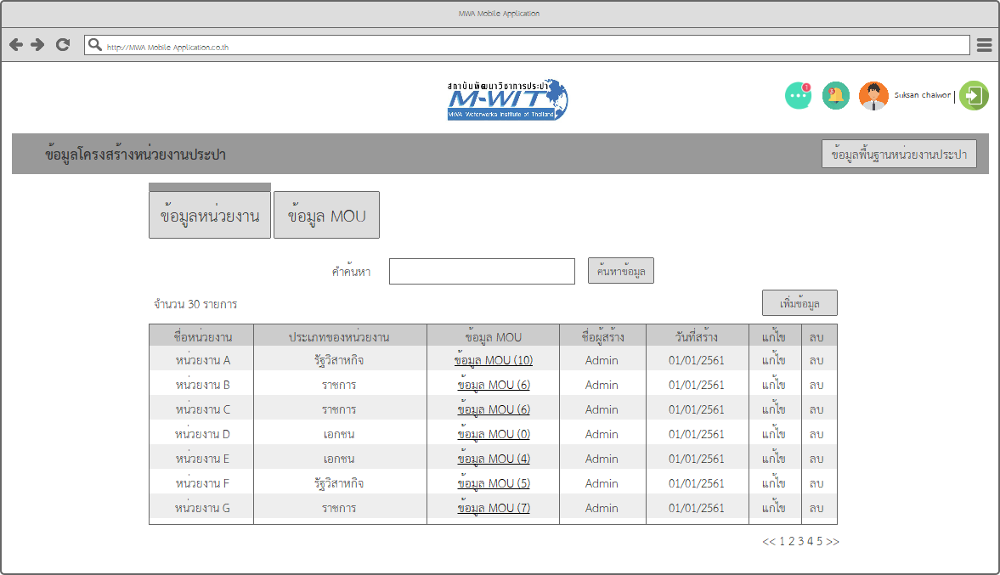 MWA Mobile Application
http://MWA Mobile Application.co.th
สถาบันพัฒนาวิชาการประปา
M-WIT
MWA Waterworks Institute of Thailand
1
5
Suksan chaiwor
ข้อมูลโครงสร้างหน่วยงานประปา
ข้อมูลพื้นฐานหน่วยงานประปา
ข้อมูลหน่วยงาน ข้อมูล MOU
คำค้นหา ค้นหาข้อมูล
จำนวน 30 รายการ เพิ่มข้อมูล
ชื่อหน่วยงาน ประเภทของหน่วยงาน ข้อมูล MOU ชื่อผู้สร้าง วันที่สร้าง แก้ไข ลบ
หน่วยงาน A รัฐวิสาหกิจ ข้อมูล MOU (10) Admin 01/01/2561 แก้ไข ลบ
หน่วยงาน B ราชการ ข้อมูล MOU (6) Admin 01/01/2561 แก้ไข ลบ
หน่วยงาน C ราชการ ข้อมูล MOU (6) Admin 01/01/2561 แก้ไข ลบ
หน่วยงาน D เอกชน ข้อมูล MOU (0) Admin 01/01/2561 แก้ไข ลบ
หน่วยงาน E เอกชน ข้อมูล MOU (4) Admin 01/01/2561 แก้ไข ลบ
หน่วยงาน F รัฐวิสาหกิจ ข้อมูล MOU (5) Admin 01/01/2561 แก้ไข ลบ
หน่วยงาน G ราชการ ข้อมูล MOU (7) Admin 01/01/2561 แก้ไข ลบ
<< 1 2 3 4 5 >>